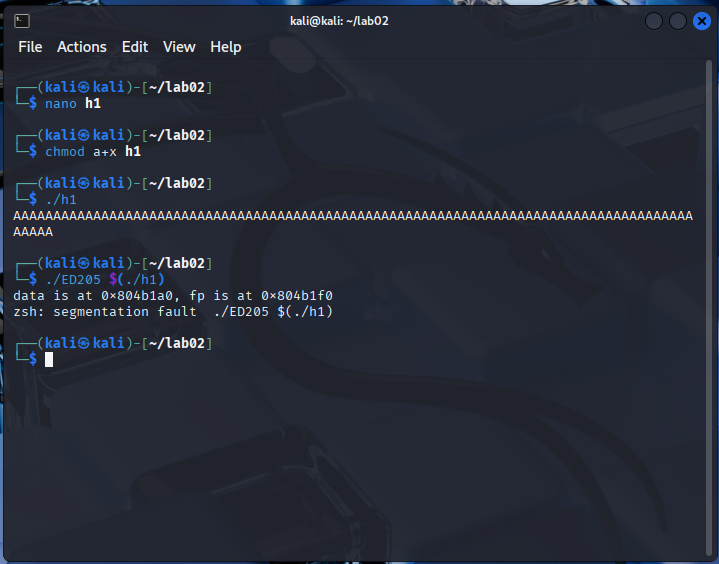 kali@kali: ~/lab02
File Actions Edit View Help
┌──(kali㉿kali)-[~/lab02]
└─$ nano h1
┌──(kali㉿kali)-[~/lab02]
└─$ chmod a+x h1
┌──(kali㉿kali)-[~/lab02]
└─$ ./h1
AAAAAAAAAAAAAAAAAAAAAAAAAAAAAAAAAAAAAAAAAAAAAAAAAAAAAAAAAAAAAAAAAAAAAAAAAAAAAAAAAAAAA
AAAAA
┌──(kali㉿kali)-[~/lab02]
└─$ ./ED205 $(./h1)
data is at 0×804b1a0, fp is at 0×804b1f0
zsh: segmentation fault  ./ED205 $(./h1)
┌──(kali㉿kali)-[~/lab02]
└─$